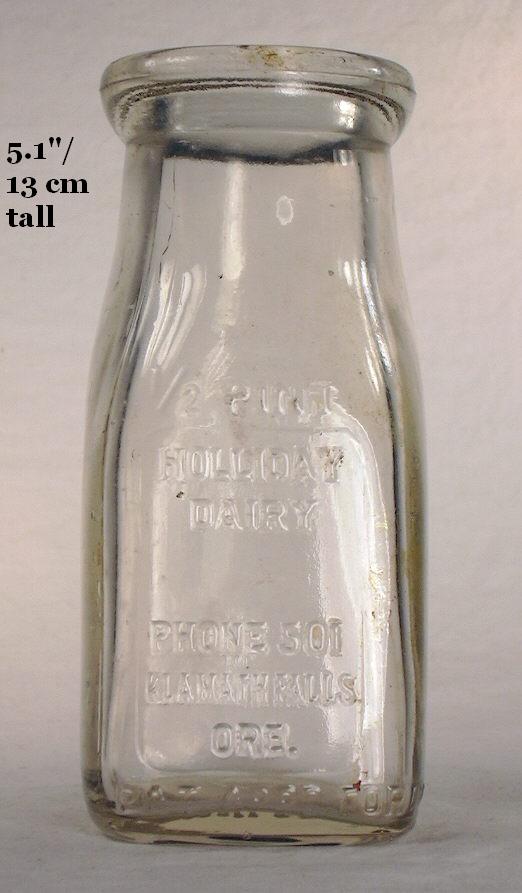 5.1"/
13 cm
tall
PINT
HOLLIDAY
DAIRY
PHONE 501
KLAMATH FALLS
ORE.